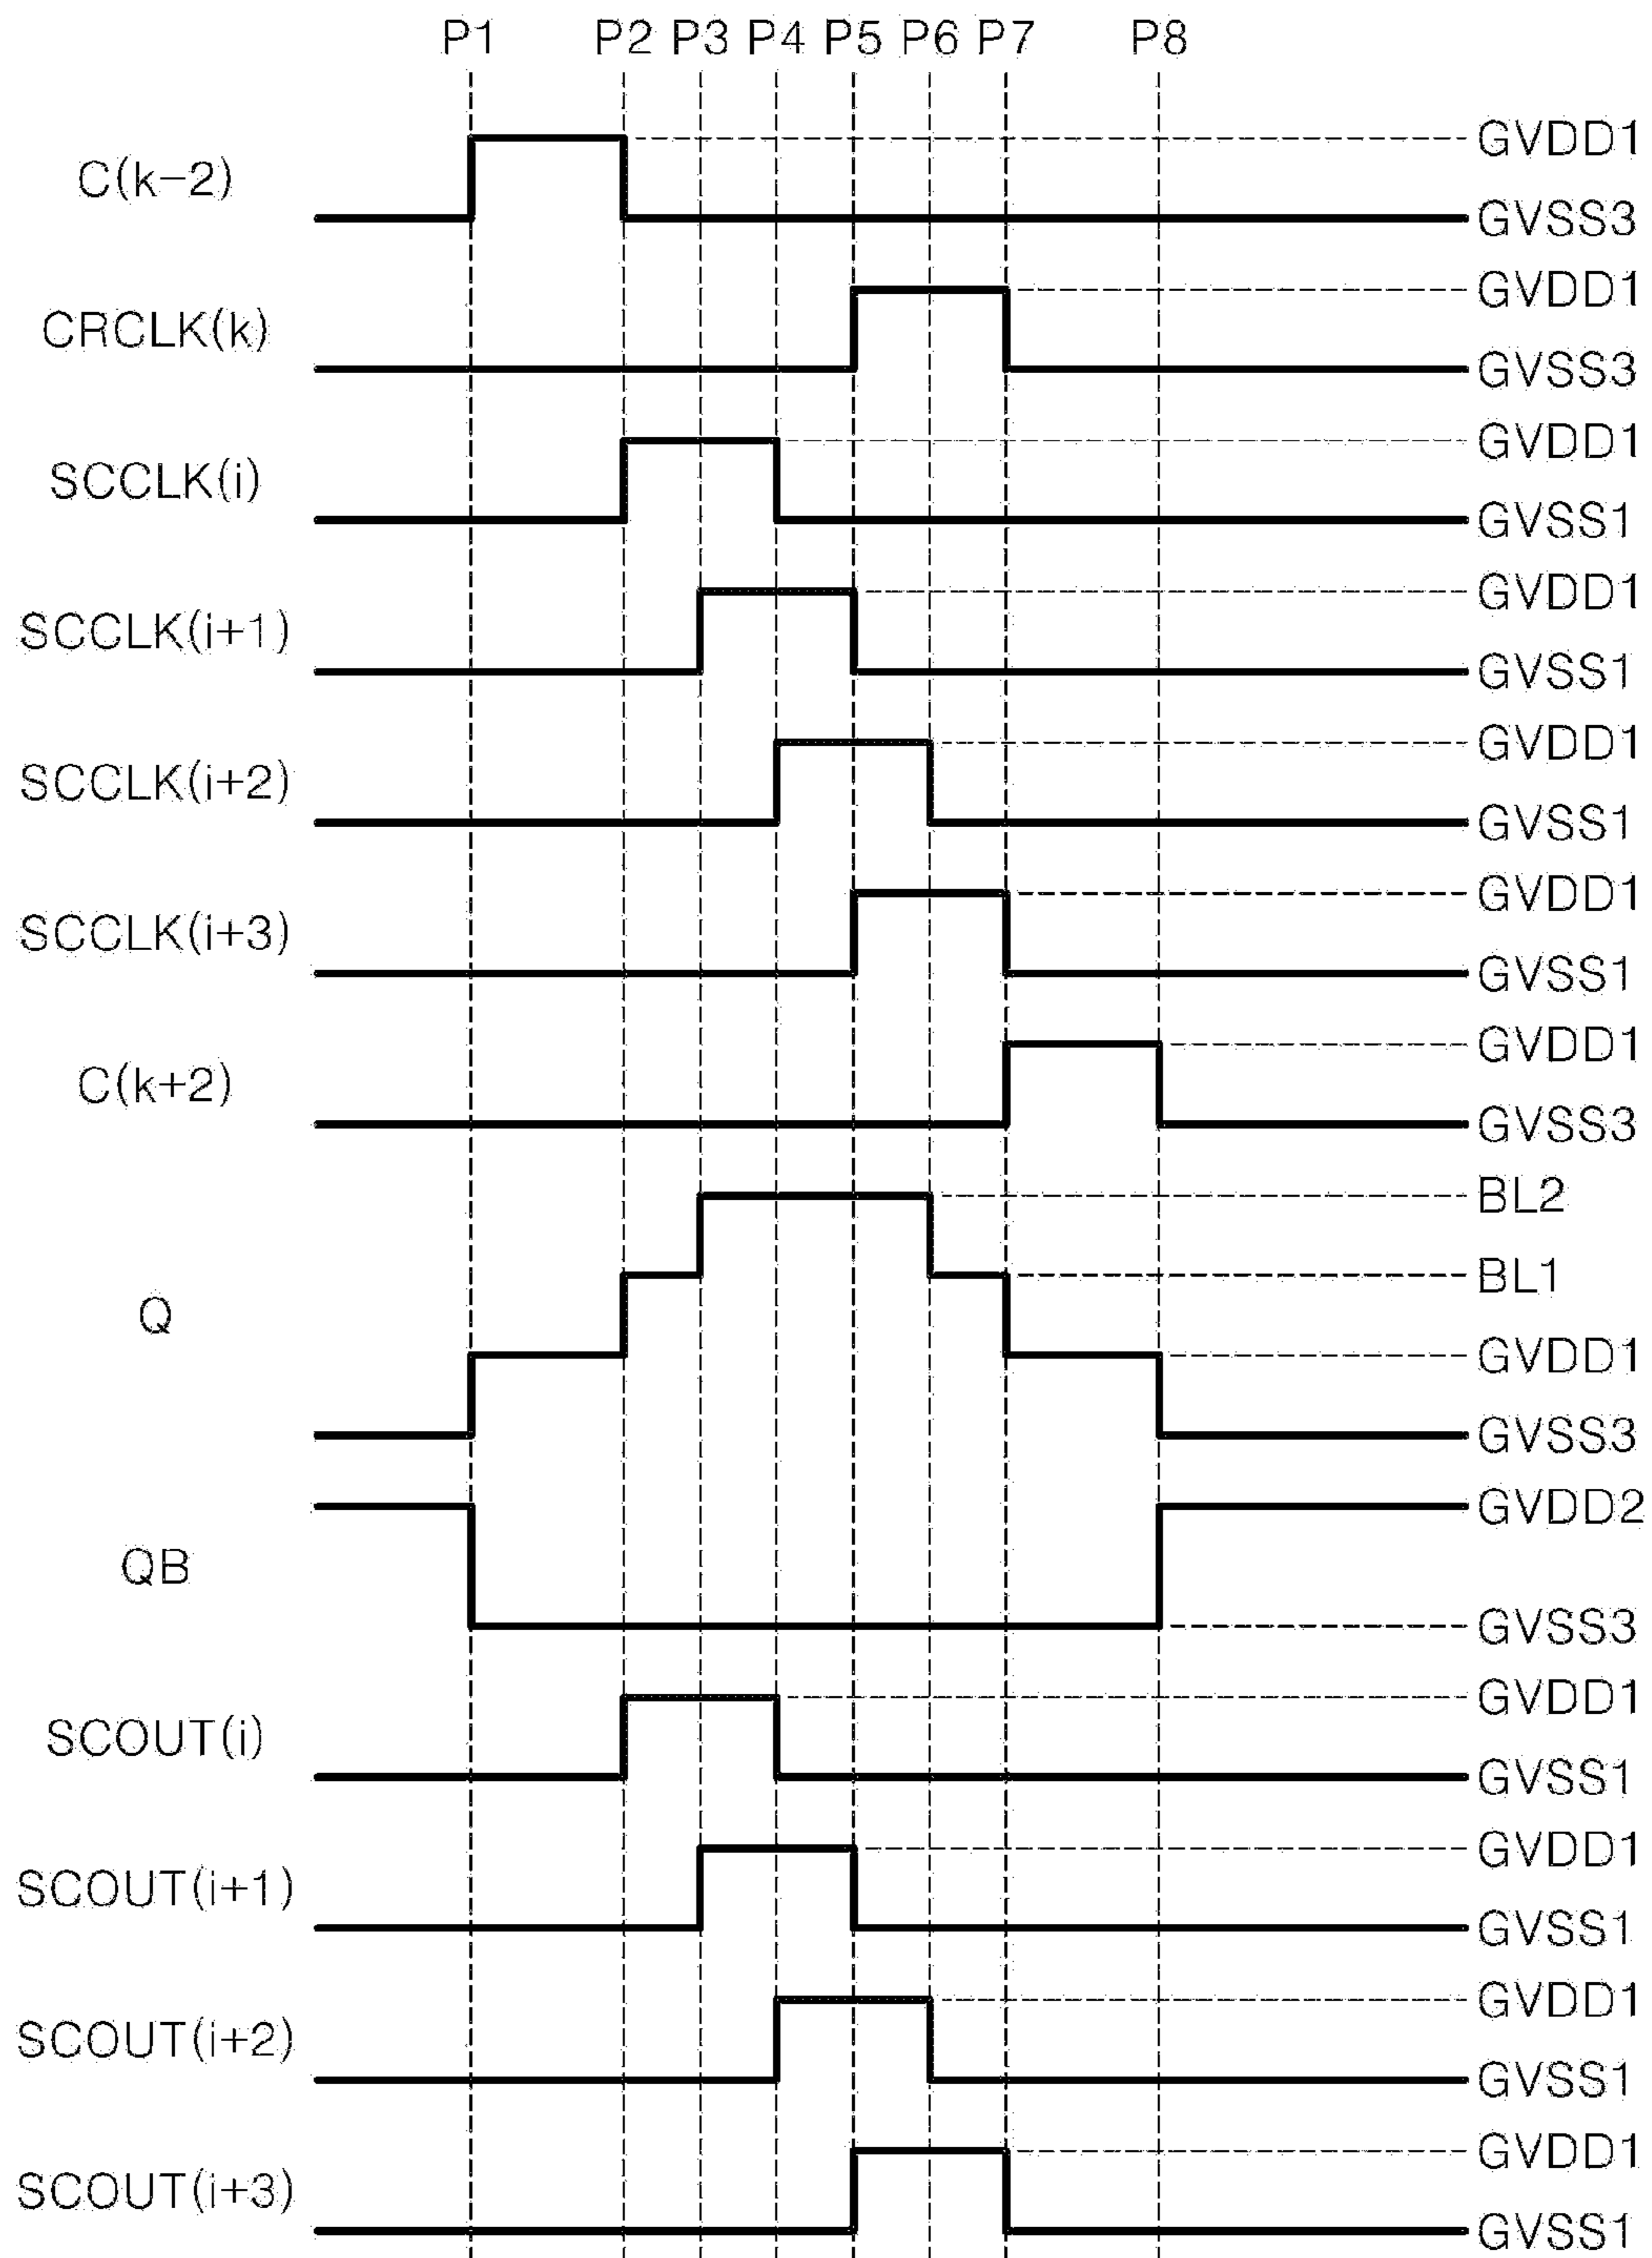 P1 P2 P3 P4 P5 P6 P7 P8
C(k-2) GVDD1
GVSS3
CRCLK(k) GVDD1
GVSS3
SCCLK(i) GVDD1
GVSS1
SCCLK(i+1) GVDD1
GVSS1
SCCLK(i+2) GVDD1
GVSS1
SCCLK(i+3) GVDD1
GVSS1
C(k+2) GVDD1
GVSS3
Q BL2
BL1
GVDD1
GVSS3
QB GVDD2
GVSS3
SCOUT(i) GVDD1
GVSS1
SCOUT(i+1) GVDD1
GVSS1
SCOUT(i+2) GVDD1
GVSS1
SCOUT(i+3) GVDD1
GVSS1